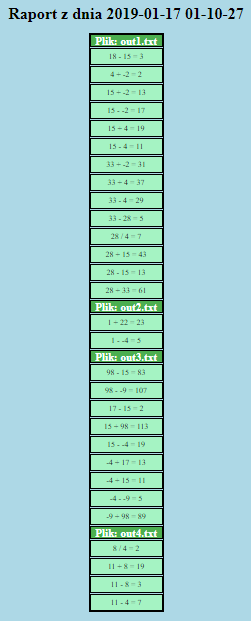 Raport z dnia 2019-01-17 01-10-27
Plik: out1.txt
18 - 15 = 3
4 + -2 = 2
15 + -2 = 13
15 - -2 = 17
15 + 4 = 19
15 - 4 = 11
33 + -2 = 31
33 + 4 = 37
33 - 4 = 29
33 - 28 = 5
28 / 4 = 7
28 + 15 = 43
28 - 15 = 13
28 + 33 = 61
Plik: out2.txt
1 + 22 = 23
1 - -4 = 5
Plik: out3.txt
98 - 15 = 83
98 - -9 = 107
17 - 15 = 2
15 + 98 = 113
15 - -4 = 19
-4 + 17 = 13
-4 + 15 = 11
-4 - -9 = 5
-9 + 98 = 89
Plik: out4.txt
8 / 4 = 2
11 + 8 = 19
11 - 8 = 3
11 - 4 = 7